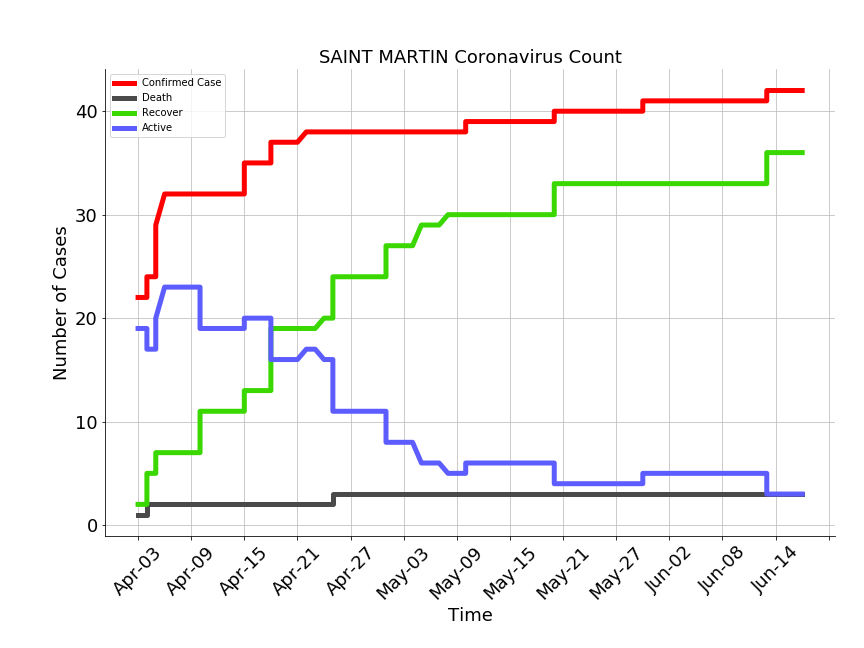 SAINT MARTIN Coronavirus Count
Confirmed Case
Death
Recover
Active
Number of Cases
40
30
20
10
0
Apr-03
Apr-09
Apr-15
Apr-21
Apr-27
May-03
May-09
May-15
May-21
May-27
Jun-02
Jun-08
Jun-14
Time